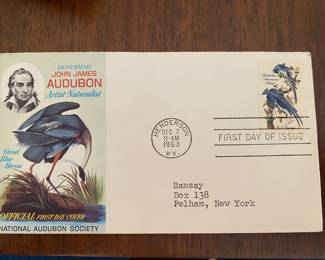 HONORING
JOHN JAMES
AUDUBON
Artist Naturalist
Great
Blue
Heron
OFFICIAL FIRST DAY COVER
NATIONAL AUDUBON SOCIETY
HENDERSON
DEC 7
9-AM
1963
KY.
FIRST DAY OF ISSUE
Ramsay
Box 138
Pelham, New York